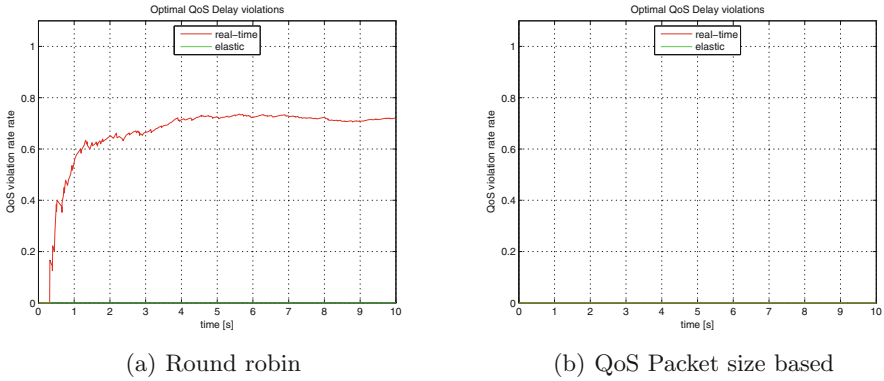 Optimal QoS Delay violations
real-time
elastic
1
0.8
0.6
0.4
0.2
0
QoS violation rate rate
0 1 2 3 4 5 6 7 8 9 10
time [s]
(a) Round robin
Optimal QoS Delay violations
real-time
elastic
1
0.8
0.6
0.4
0.2
0
QoS violation rate rate
0 1 2 3 4 5 6 7 8 9 10
time [s]
(b) QoS Packet size based